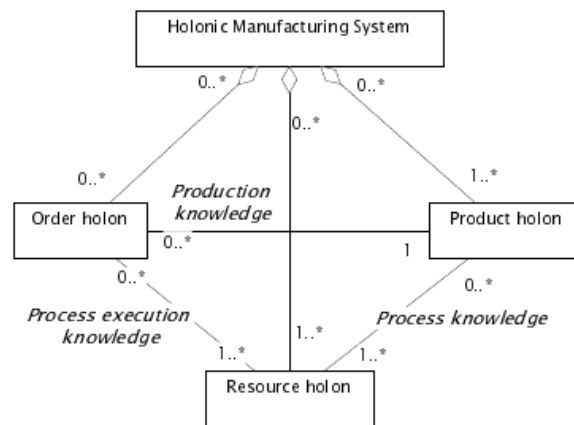 Holonic Manufacturing System
0..*
0..*
0..*
0..*
1..*
Production
knowledge
Order holon
Product holon
0..*
1
0..*
0..*
Process execution
knowledge
Process knowledge
1..*
1..*
1..*
Resource holon